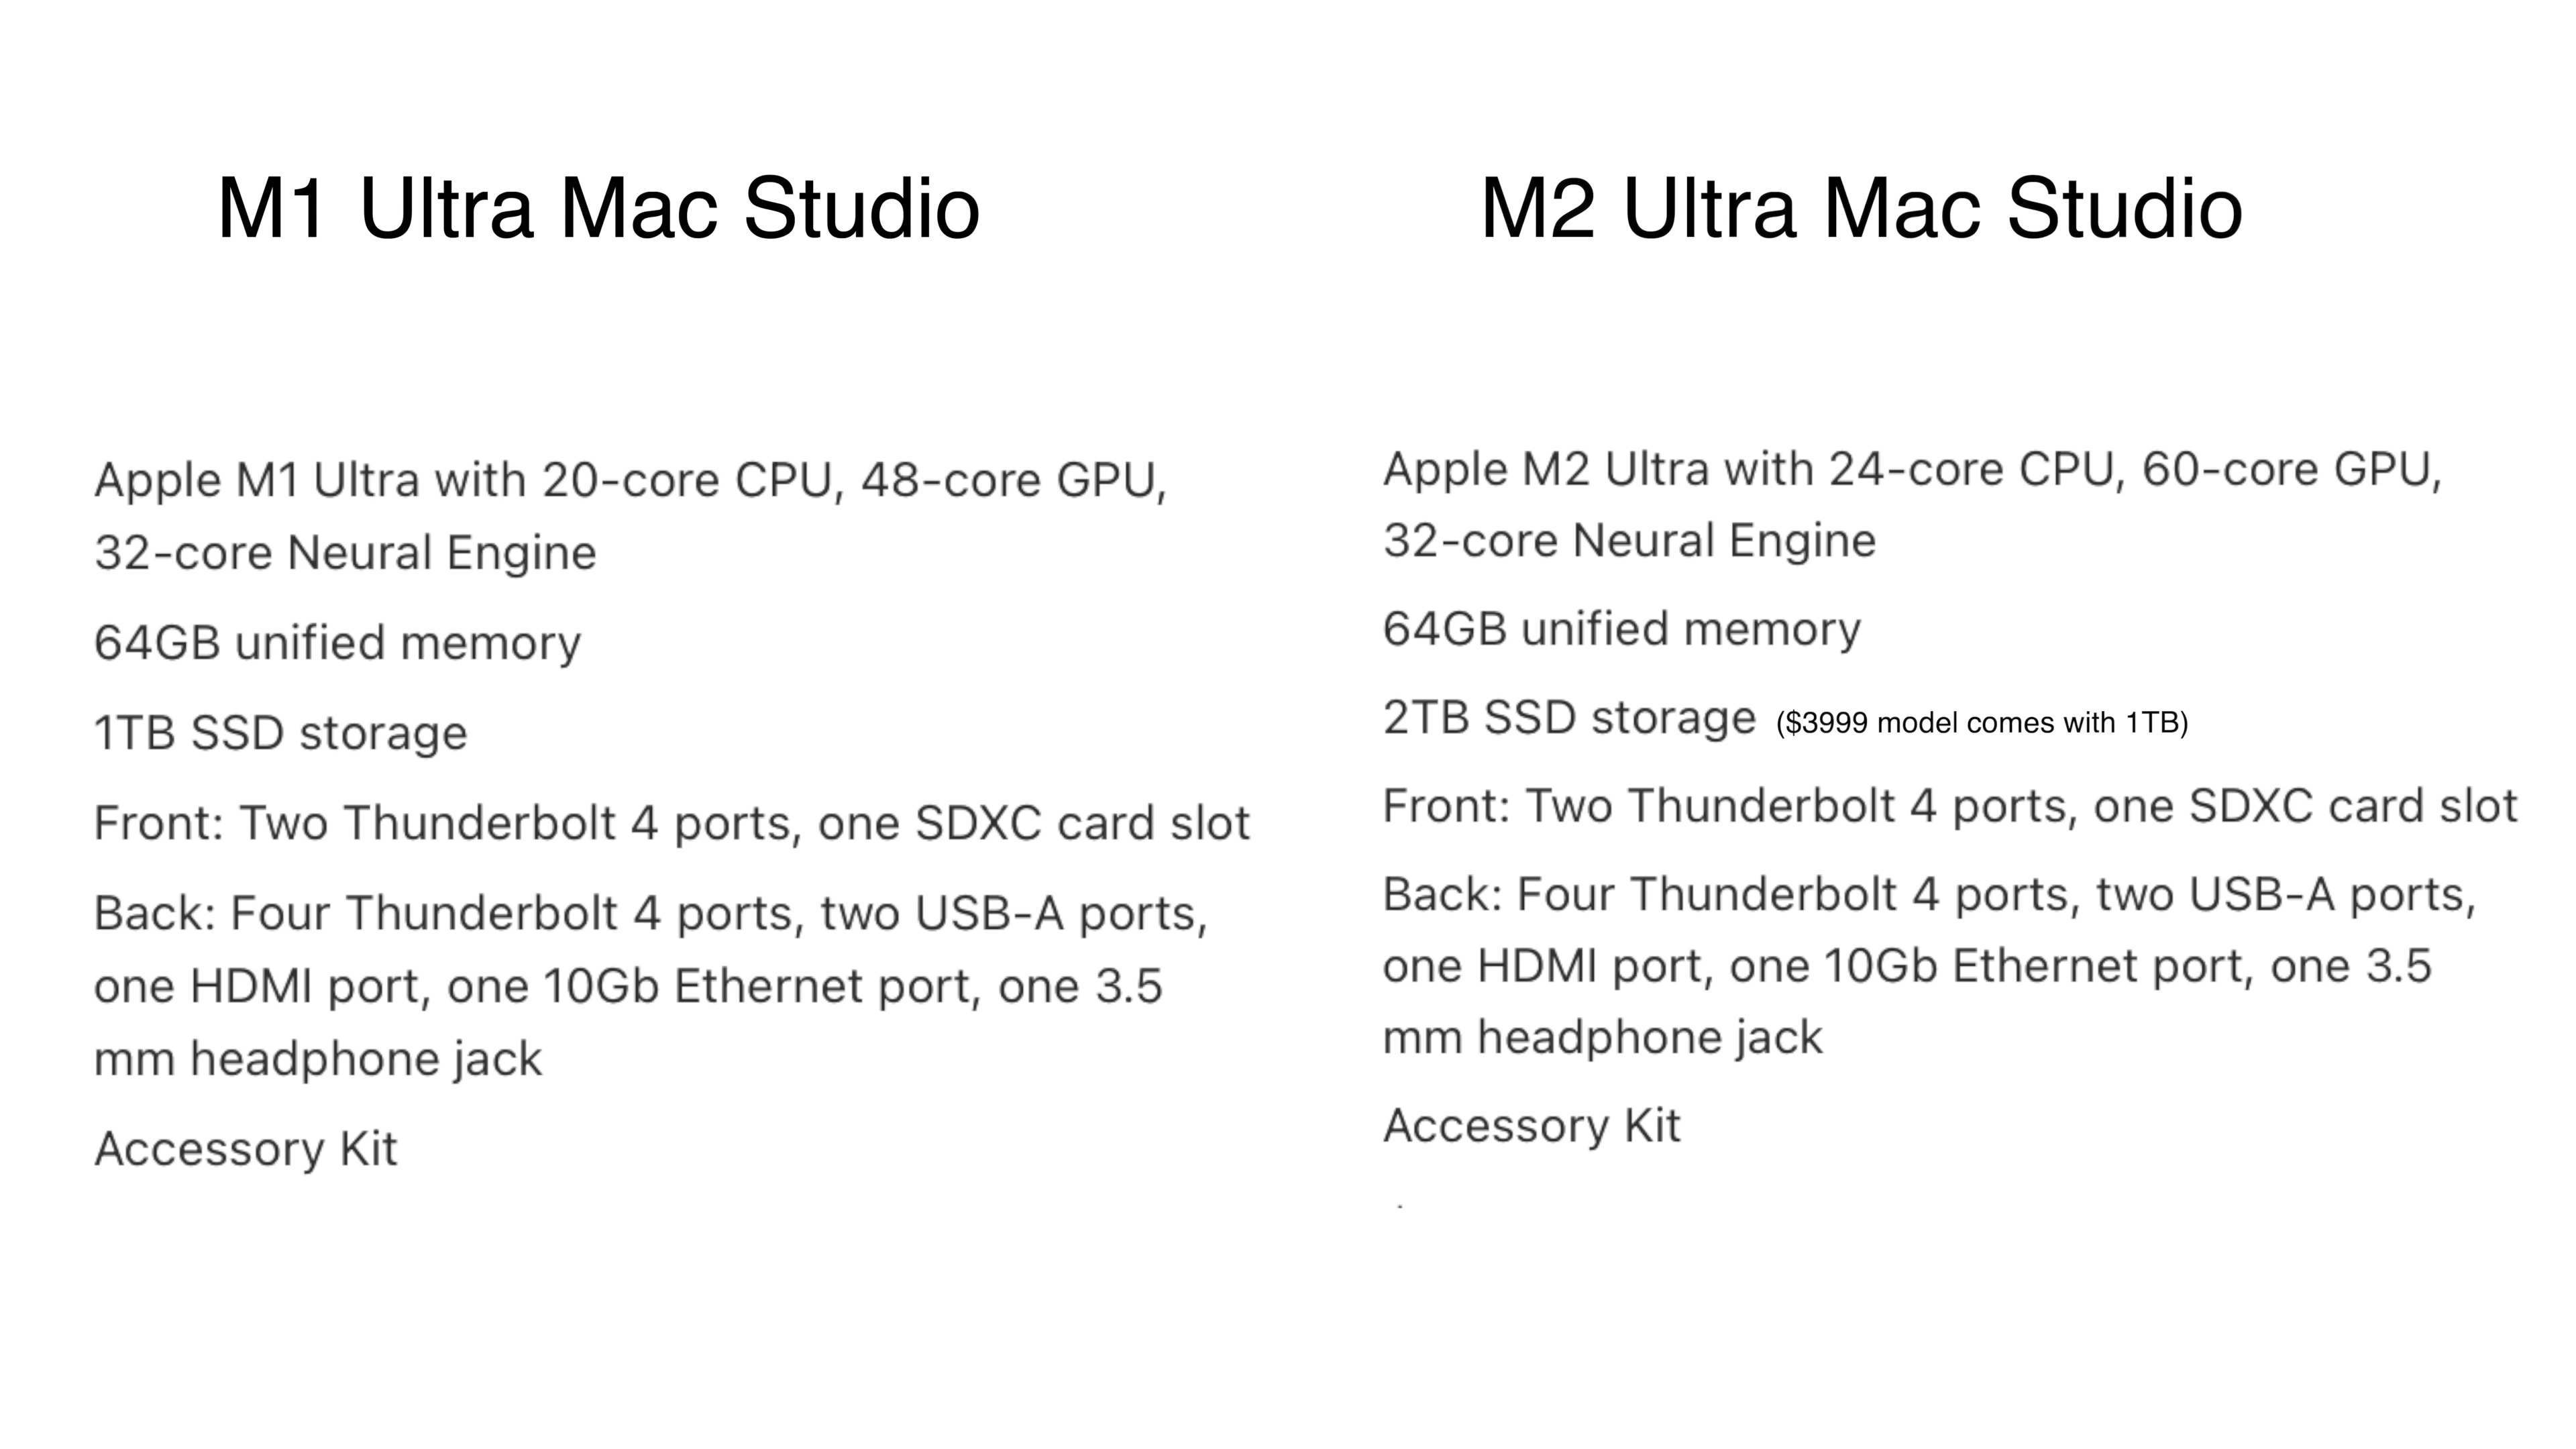 M1 Ultra Mac Studio
Apple M1 Ultra with 20-core CPU, 48-core GPU,
32-core Neural Engine
64GB unified memory
1TB SSD storage
Front: Two Thunderbolt 4 ports, one SDXC card slot
Back: Four Thunderbolt 4 ports, two USB-A ports,
one HDMI port, one 10Gb Ethernet port, one 3.5
mm headphone jack
Accessory Kit
M2 Ultra Mac Studio
Apple M2 Ultra with 24-core CPU, 60-core GPU,
32-core Neural Engine
64GB unified memory
2TB SSD storage ($3999 model comes with 1TB)
Front: Two Thunderbolt 4 ports, one SDXC card slot
Back: Four Thunderbolt 4 ports, two USB-A ports,
one HDMI port, one 10Gb Ethernet port, one 3.5
mm headphone jack
Accessory Kit